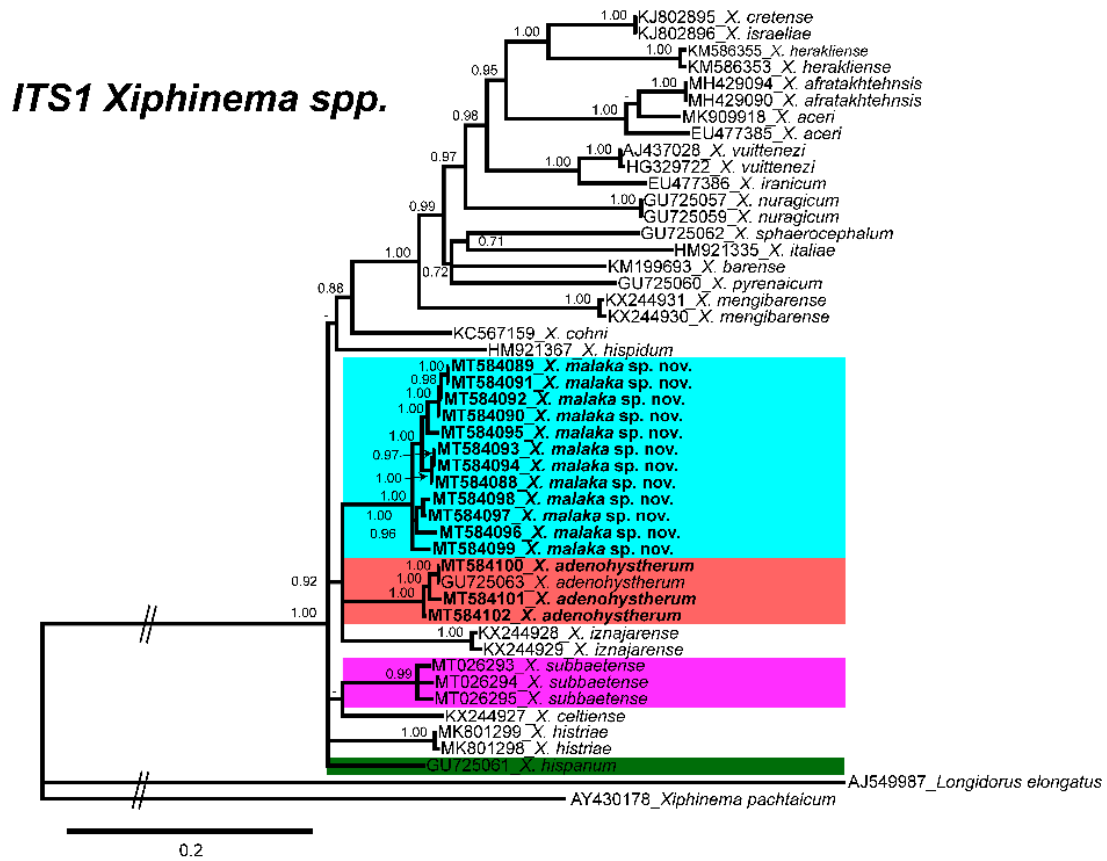 ITS1 Xiphinema spp.
1.00
KJ802895_X. cretense
KJ802896_X. israeliae
1.00
1.00
KM586355_X. herakliense
KM586353_X. herakliense
0.95
MH429094_X. afratakhtehnsis
MH429090_X. afratakhtehnsis
1.00
-
MK909918_X. aceri
EU477385_X. aceri
0.98
AJ437028_X. vuittenezi
1.00
HG329722_X. vuittenezi
1.00
EU477386_X. iranicum
0.97
1.00
GU725057_X. nuragicum
GU725059_X. nuragicum
0.99
GU725062_X. sphaerocephalum
0.71
HM921335_X. italiae
1.00
0.72
KM199693_X. barense
GU725060_X. pyrenaicum
1.00
KX244931_X. mengibarense
KX244930_X. mengibarense
0.88
KC567159_X. cohni
-
HM921367_X. hispidum
1.00
MT584089_X. malaka sp. nov.
0.98
MT584091_X. malaka sp. nov.
1.00
MT584092_X. malaka sp. nov.
1.00
MT584090_X. malaka sp. nov.
MT584095_X. malaka sp. nov.
1.00
MT584093_X. malaka sp. nov.
0.97
MT584094_X. malaka sp. nov.
1.00
MT584088_X. malaka sp. nov.
1.00
MT584098_X. malaka sp. nov.
1.00
MT584097_X. malaka sp. nov.
0.96
MT584096_X. malaka sp. nov.
MT584099_X. malaka sp. nov.
1.00
MT584100_X. adenohystherum
0.92
1.00
GU725063_X. adenohystherum
1.00
MT584101_X. adenohystherum
1.00
MT584102_X. adenohystherum
1.00
KX244928_X. iznajarense
KX244929_X. iznajarense
0.99
MT026293_X. subbaetense
MT026294_X. subbaetense
-
MT026295_X. subbaetense
KX244927_X. celtiense
1.00
MK801299_X. histriae
MK801298_X. histriae
GU725061_X. hispanum
AJ549987_Longidorus elongatus
AY430178_Xiphinema pachtaicum
0.2